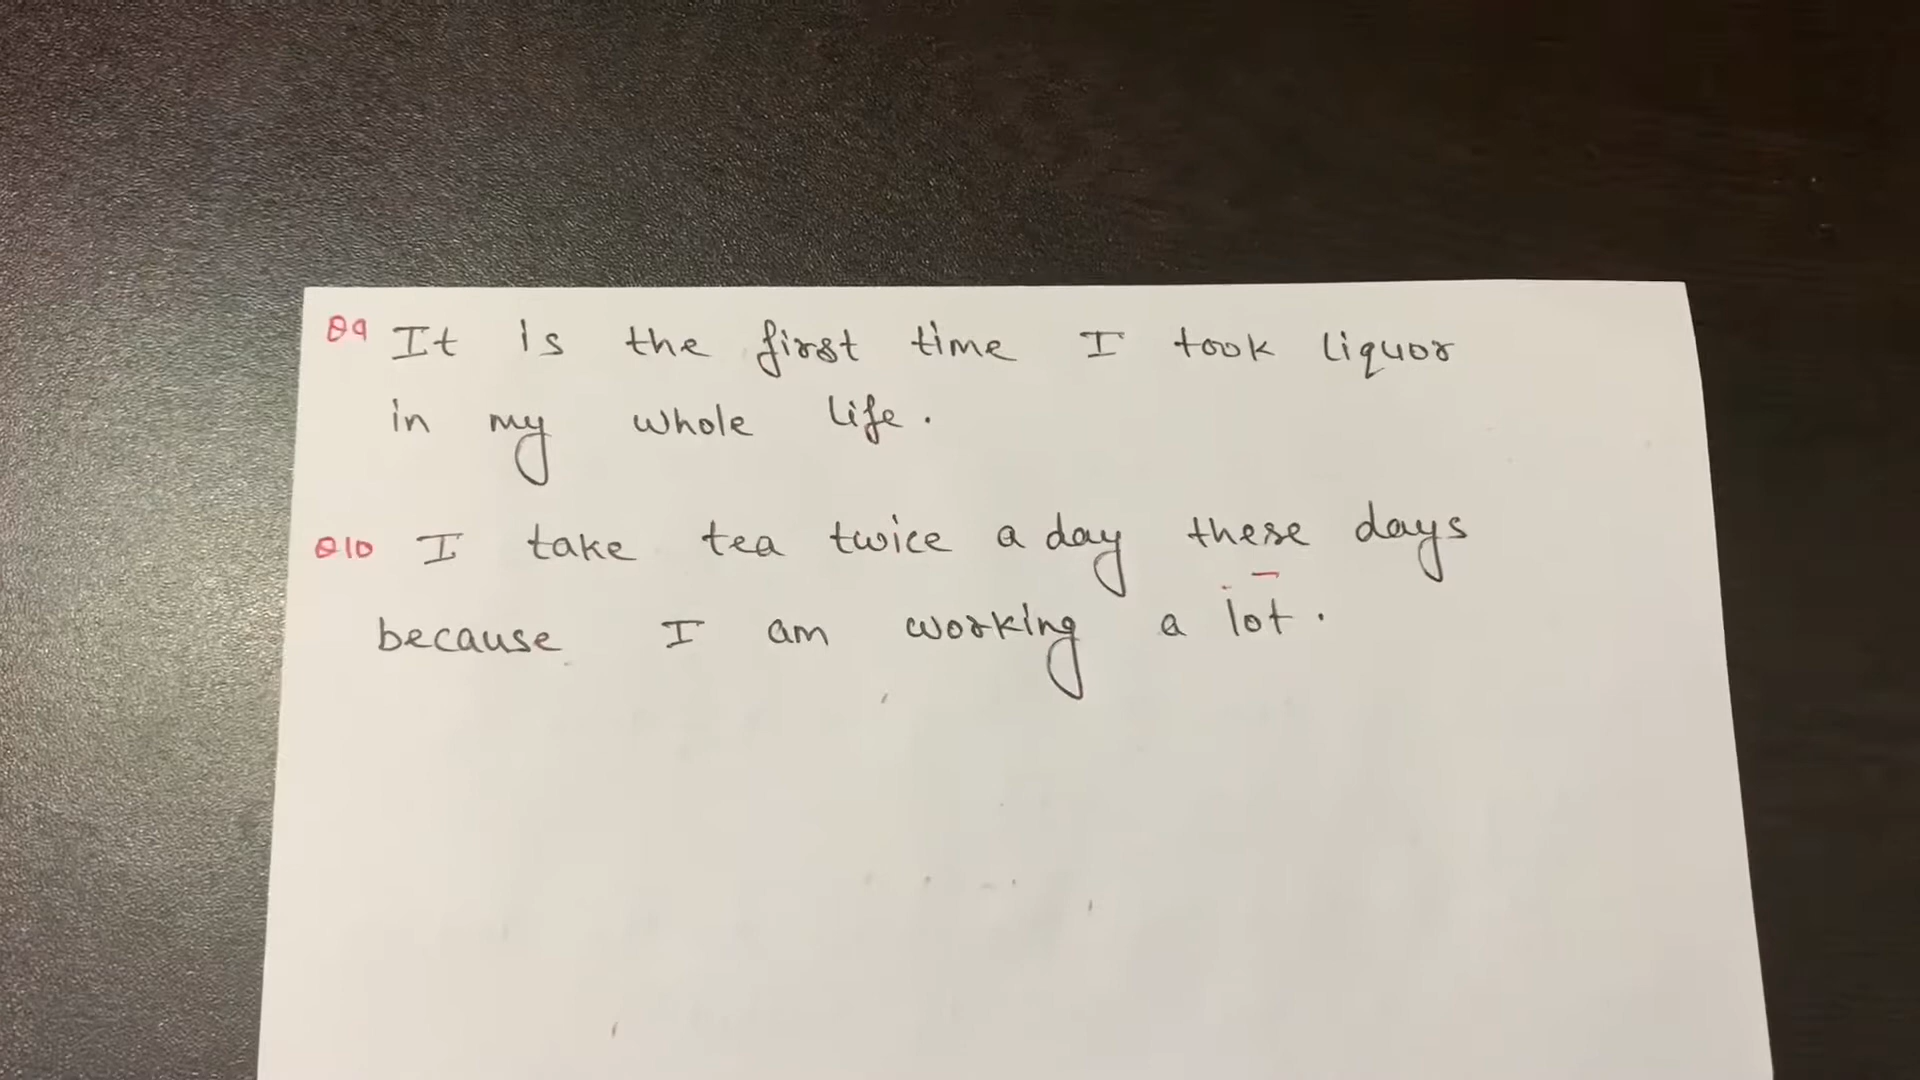 Q9 It is the first time I took liquor
in my whole life.
Q10 I take tea twice a day these days
because I am working a lot.